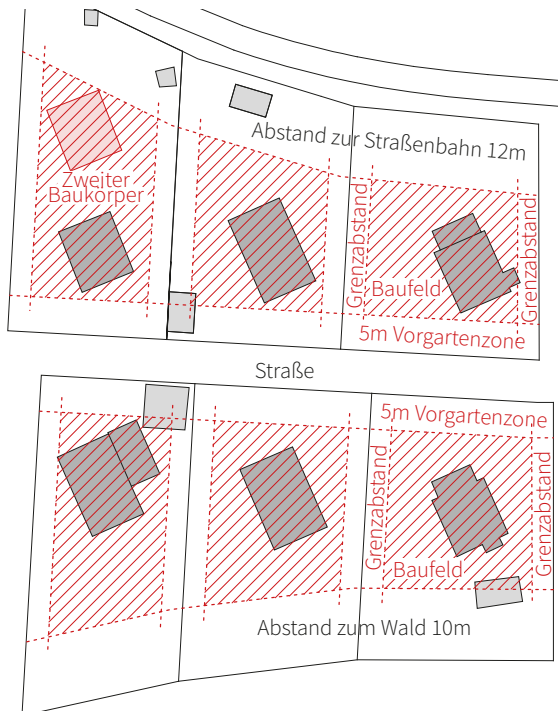 Abstand zur Straßenbahn 12m
Zweiter
Baukörper
Grenzabstand
Grenzabstand
Baufeld
5m Vorgartenzone
Straße
5m Vorgartenzone
Grenzabstand
Grenzabstand
Baufeld
Abstand zum Wald 10m